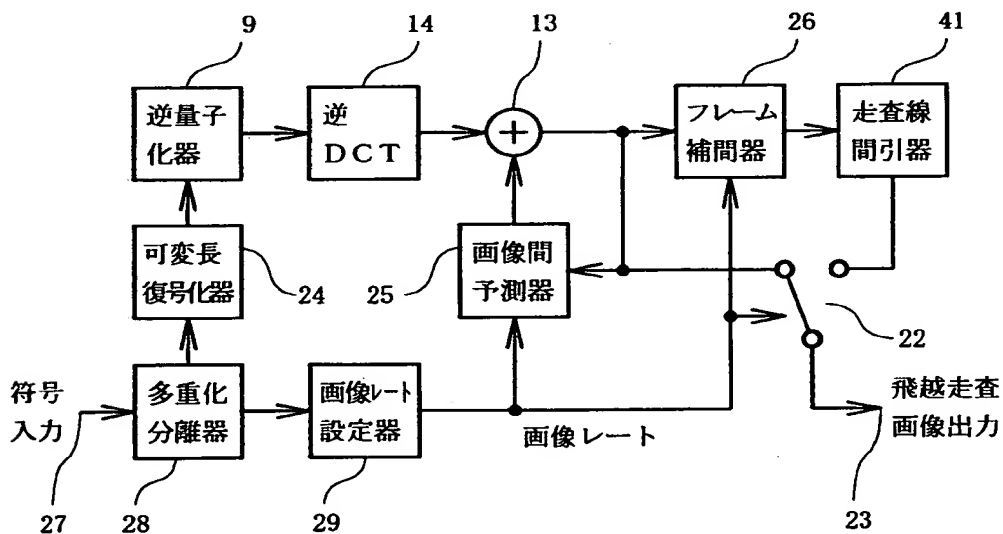 9
14
13
26
41
逆量子
化器
逆
DCT
+
フレーム
補間器
走査線
間引器
可変長
復号化器
24
25
画像間
予測器
22
符号
入力
多重化
分離器
画像レート
設定器
画像レート
飛越走査
画像出力
27
28
29
23